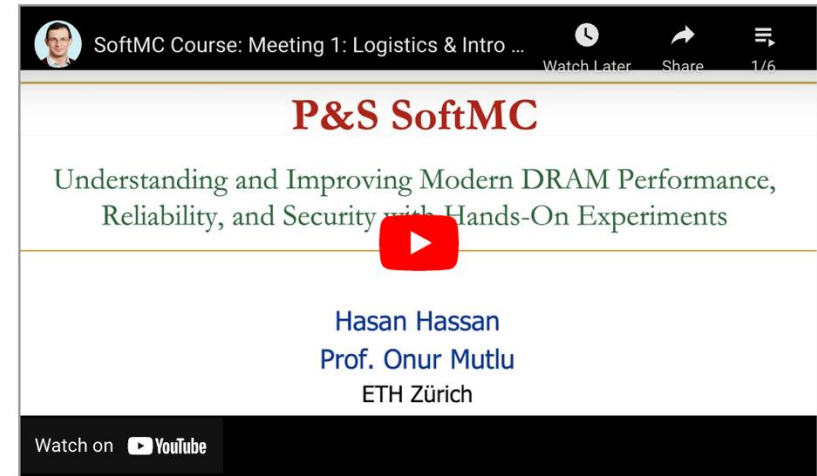 SoftMC Course: Meeting 1: Logistics & Intro ...
Watch Later
Share
1/6
P&S SoftMC
Understanding and Improving Modern DRAM Performance,
Reliability, and Security with Hands-On Experiments
Hasan Hassan
Prof. Onur Mutlu
ETH Zürich
Watch on YouTube